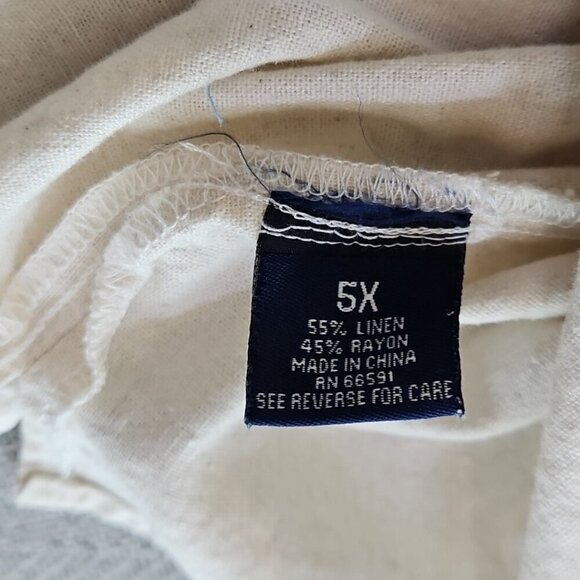 5X
55% LINEN
45% RAYON
MADE IN CHINA
RN 66591
SEE REVERSE FOR CARE